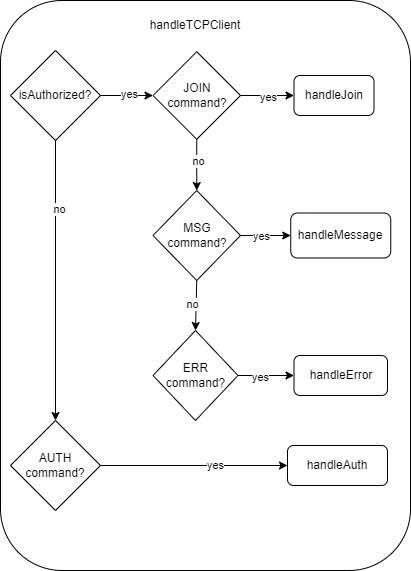 handleTCPClient
isAuthorized?
yes
JOIN
command?
yes
handleJoin
no
no
MSG
command?
yes
handleMessage
no
ERR
command?
yes
handleError
AUTH
command?
yes
handleAuth